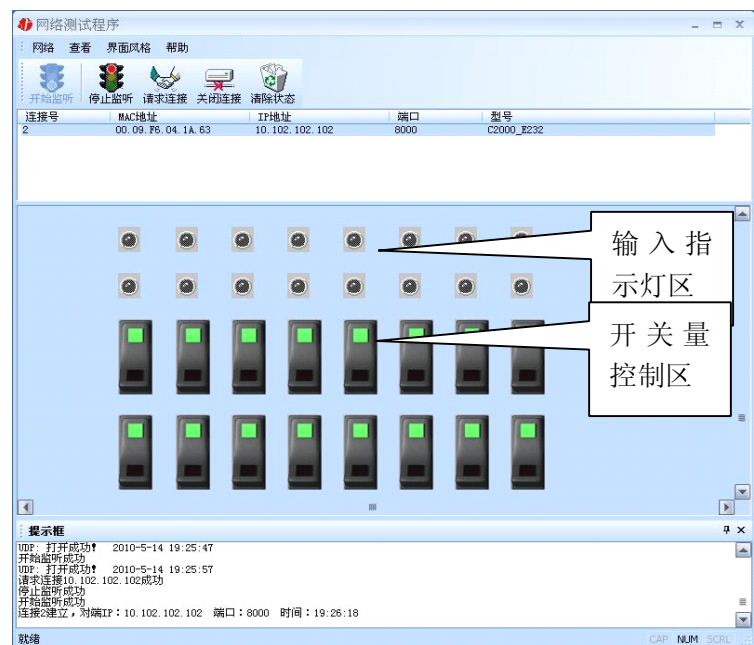 网络测试程序
网络 查看 界面风格 帮助
开始监听 停止监听 请求连接 关闭连接 清除状态
连接号 MAC地址 IP地址 端口 型号
2 00.09.F6.04.1A.63 10.102.102.102 8000 C2000_E232
输入指
示灯区
开关量
控制区
提示框
UDP: 打开成功! 2010-5-14 19:25:47
开始监听成功
UDP: 打开成功! 2010-5-14 19:25:57
请求连接10.102.102.102成功
停止监听成功
开始监听成功
连接2建立，对端IP：10.102.102.102 端口：8000 时间：19:26:18
就绪 CAP NUM SCRL